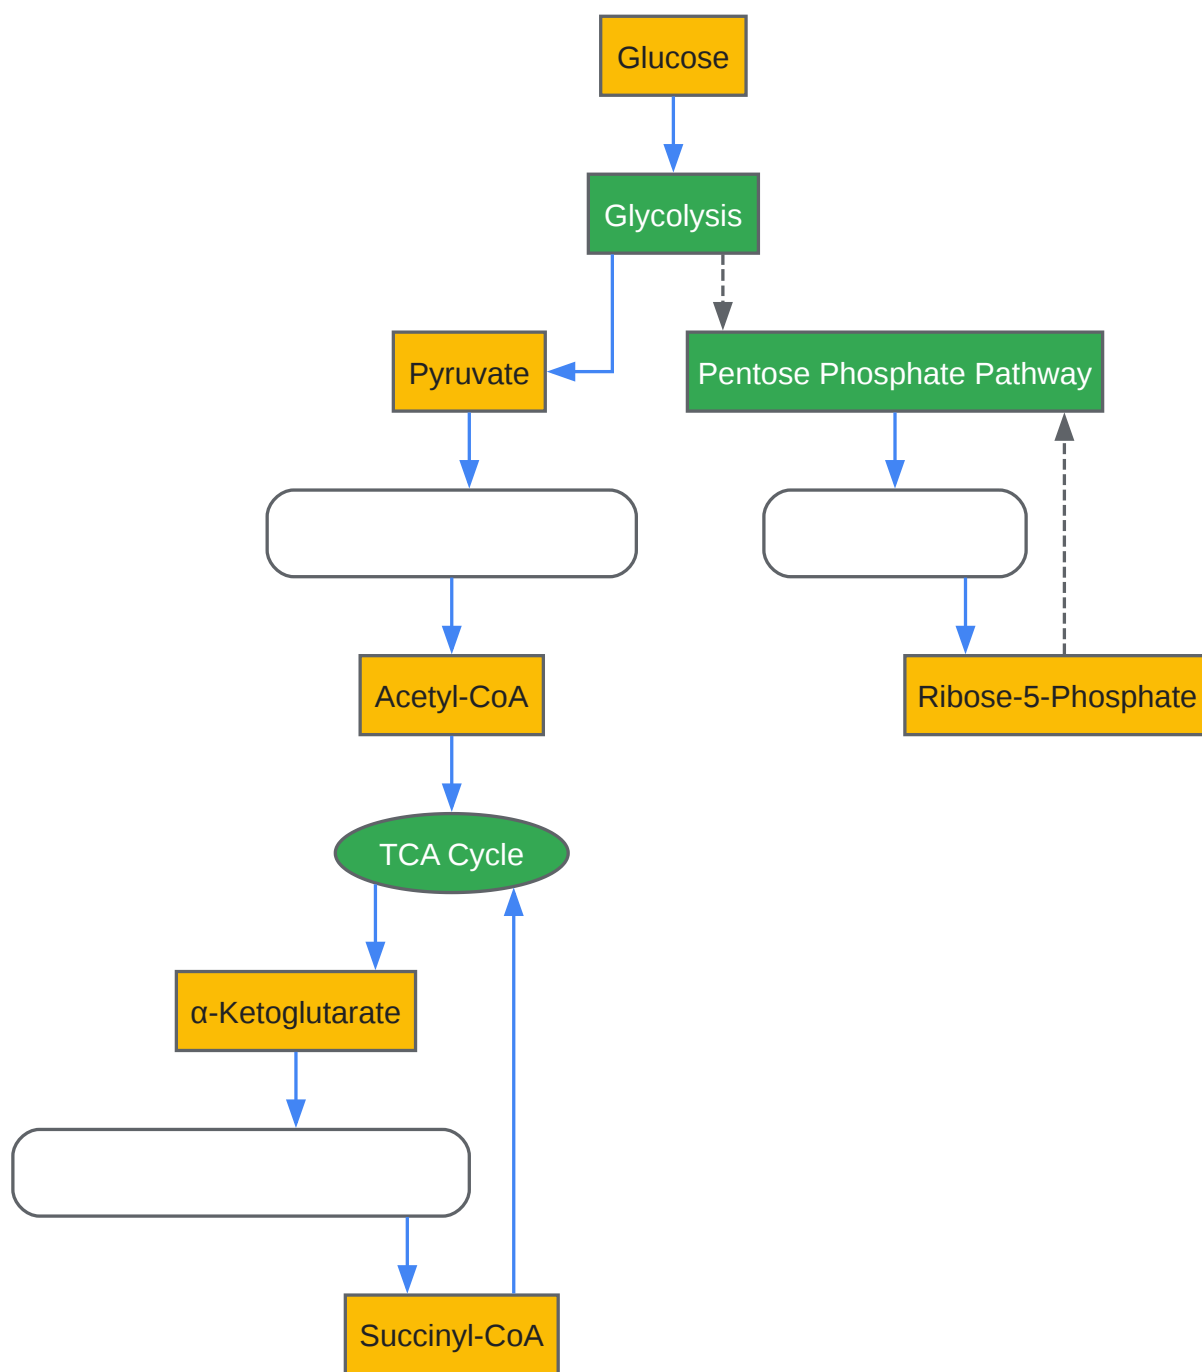 Glucose
Glycolysis
Pyruvate
Pentose Phosphate Pathway
Acetyl-CoA
Ribose-5-Phosphate
TCA Cycle
α-Ketoglutarate
Succinyl-CoA